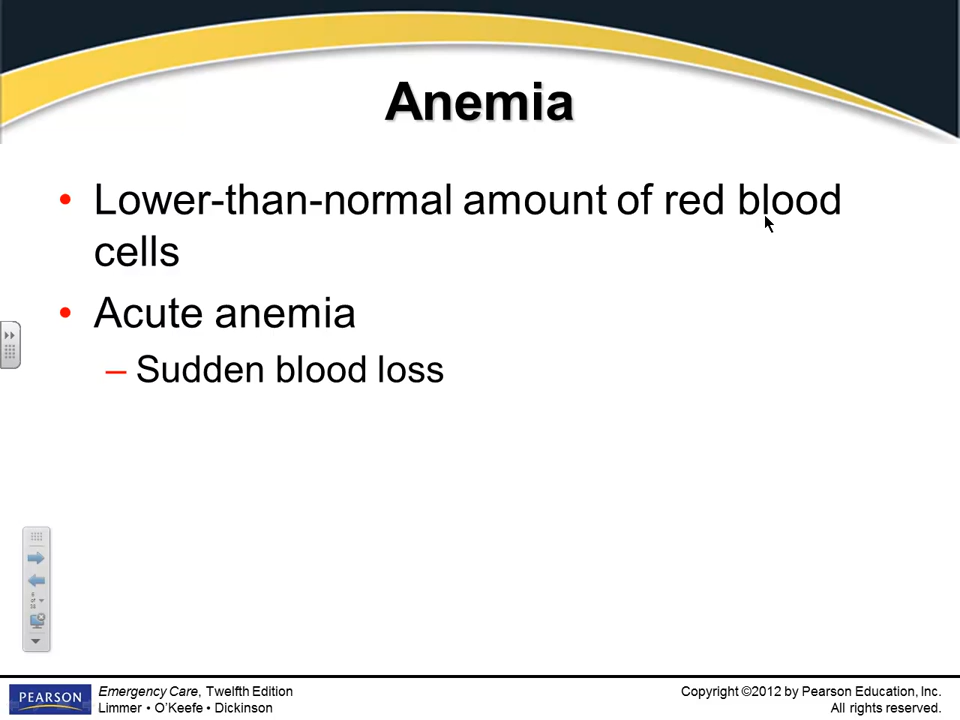 Anemia
• Lower-than-normal amount of red blood
cells
• Acute anemia
– Sudden blood loss
PEARSON
Emergency Care, Twelfth Edition
Limmer • O'Keefe • Dickinson
Copyright ©2012 by Pearson Education, Inc.
All rights reserved.